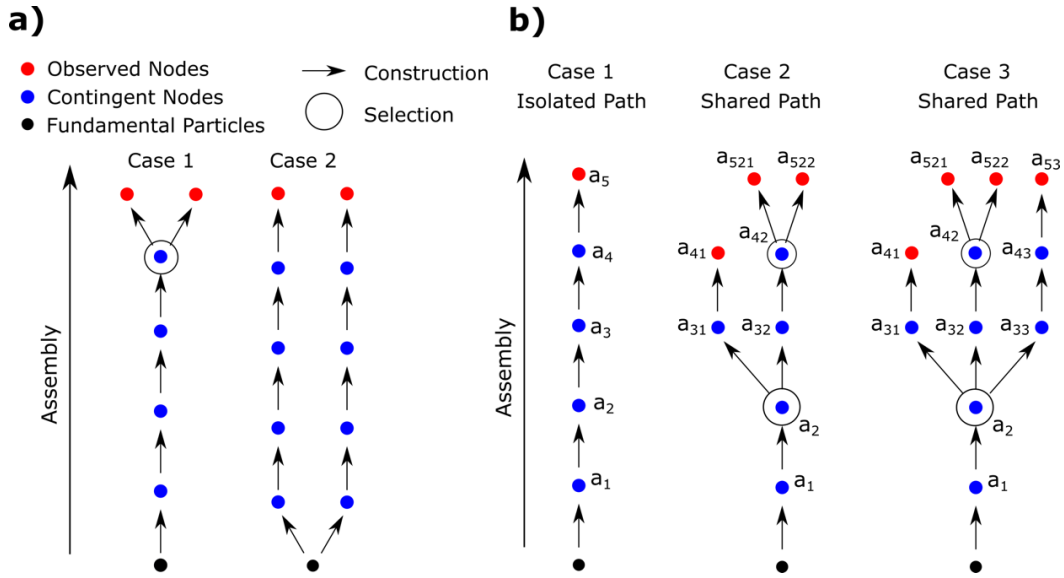 a)
Observed Nodes
Contingent Nodes
Fundamental Particles
Construction
Selection
Case 1
Case 2
Assembly
b)
Case 1
Isolated Path
Case 2
Shared Path
Case 3
Shared Path
Assembly
a₅
a₄
a₃
a₂
a₁
a₅₂₁
a₅₂₂
a₄₂
a₄₁
a₃₁
a₃₂
a₂
a₁
a₅₂₁
a₅₂₂
a₅₃
a₄₂
a₄₁
a₄₃
a₃₁
a₃₂
a₃₃
a₂
a₁